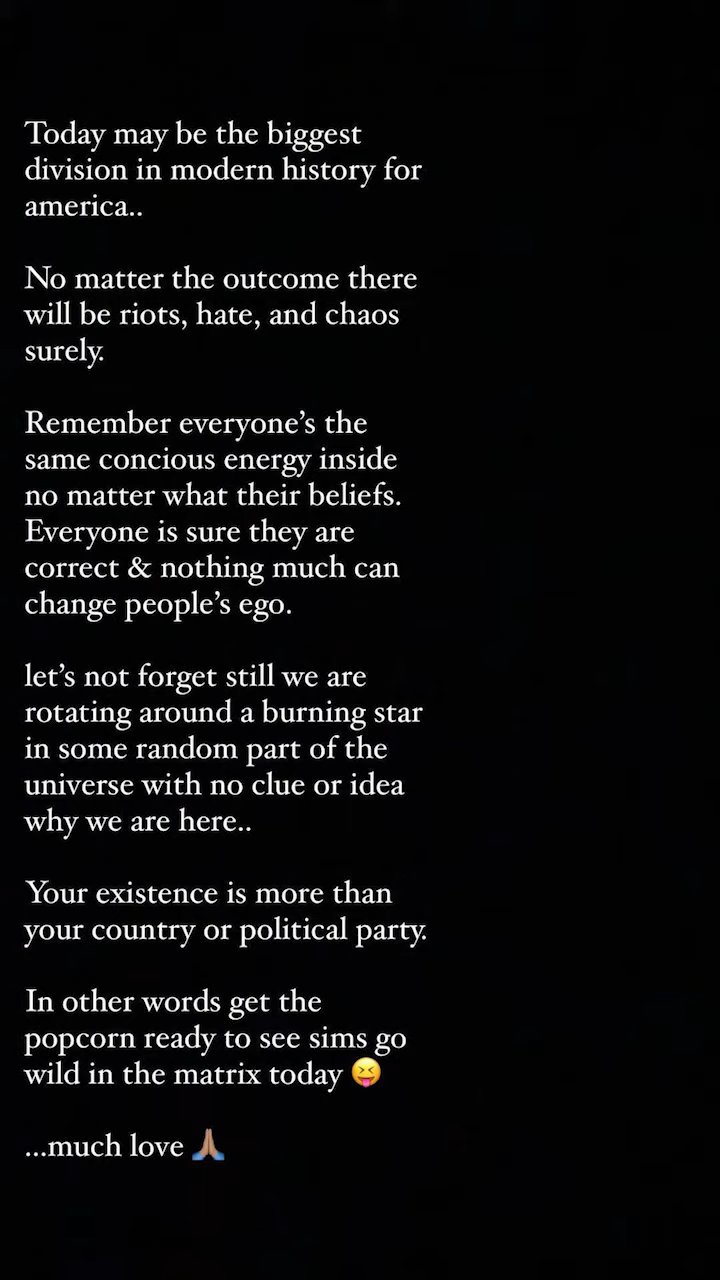 Today may be the biggest
division in modern history for
america..
No matter the outcome there
will be riots, hate, and chaos
surely.
Remember everyone's the
same concious energy inside
no matter what their beliefs.
Everyone is sure they are
correct & nothing much can
change people's ego.
let's not forget still we are
rotating around a burning star
in some random part of the
universe with no clue or idea
why we are here..
Your existence is more than
your country or political party.
In other words get the
popcorn ready to see sims go
wild in the matrix today 😝
...much love 🙏🏽